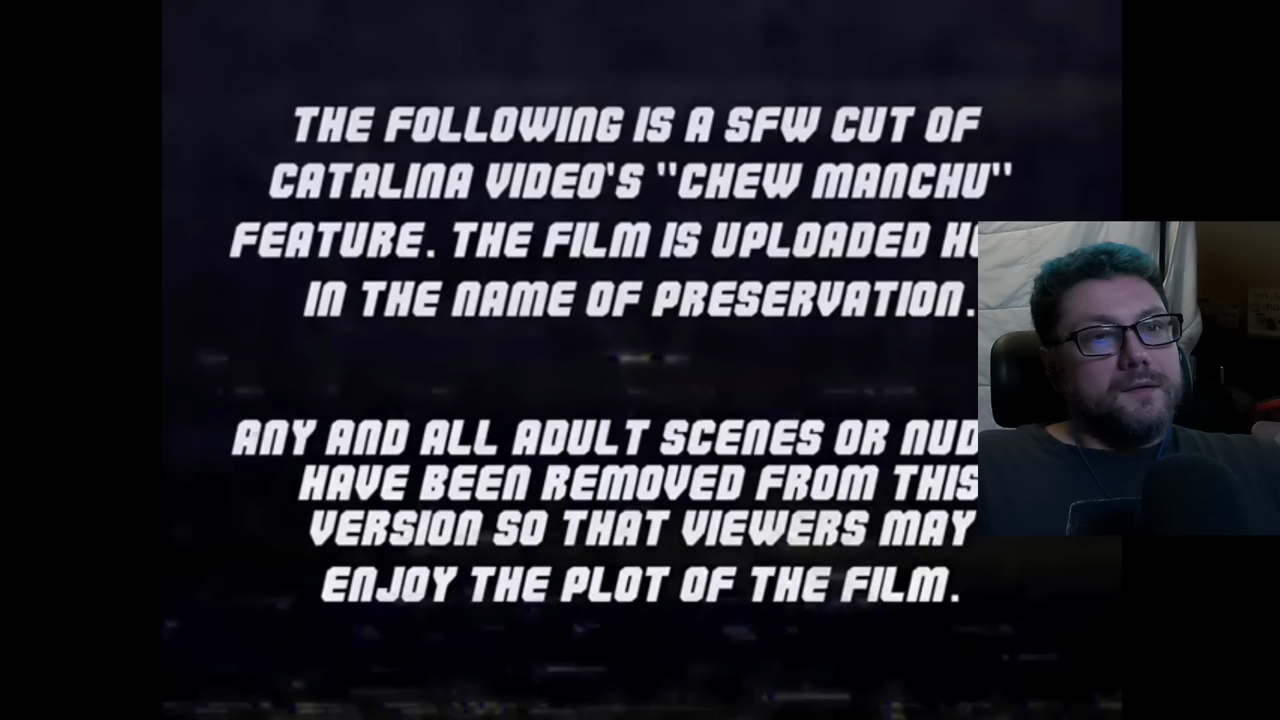 THE FOLLOWING IS A SFW CUT OF
CATALINA VIDEO'S "CHEW MANCHU"
FEATURE. THE FILM IS UPLOADED
IN THE NAME OF PRESERVATION.
ANY AND ALL ADULT SCENES OR
HAVE BEEN REMOVED FROM THIS
VERSION SO THAT VIEWERS MAY
ENJOY THE PLOT OF THE FILM.